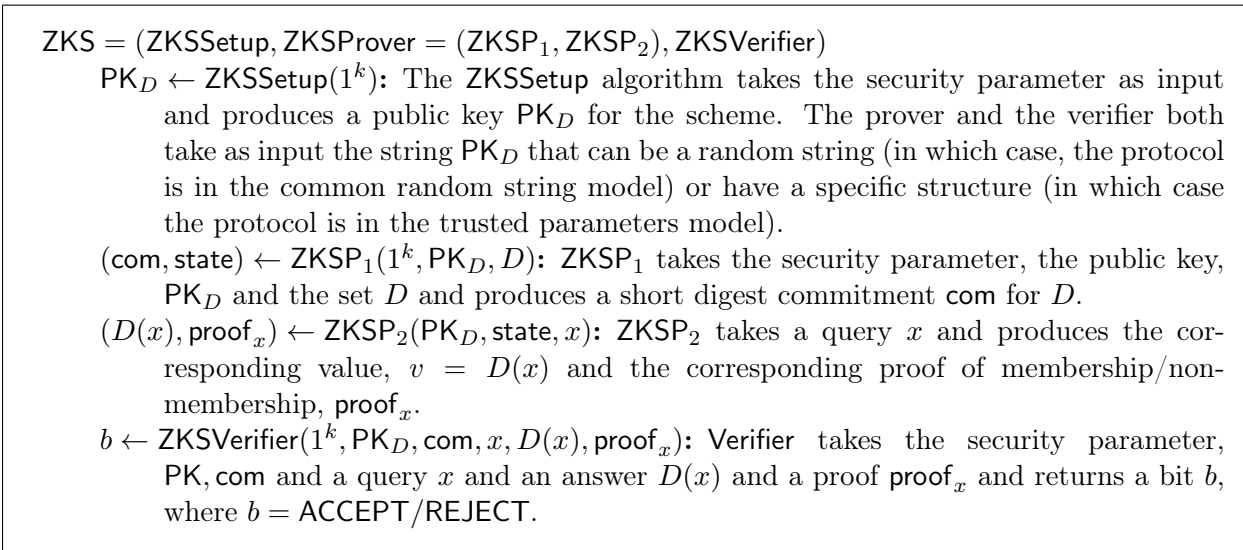 ZKS = (ZKSSetup, ZKSProver = (ZKSP₁, ZKSP₂), ZKSVerifier)
PK_D ← ZKSSetup(1^k): The ZKSSetup algorithm takes the security parameter as input
and produces a public key PK_D for the scheme. The prover and the verifier both
take as input the string PK_D that can be a random string (in which case, the protocol
is in the common random string model) or have a specific structure (in which case
the protocol is in the trusted parameters model).
(com, state) ← ZKSP₁(1^k, PK_D, D): ZKSP₁ takes the security parameter, the public key,
PK_D and the set D and produces a short digest commitment com for D.
(D(x), proof_x) ← ZKSP₂(PK_D, state, x): ZKSP₂ takes a query x and produces the cor-
responding value, v = D(x) and the corresponding proof of membership/non-
membership, proof_x.
b ← ZKSVerifier(1^k, PK_D, com, x, D(x), proof_x): Verifier takes the security parameter,
PK, com and a query x and an answer D(x) and a proof proof_x and returns a bit b,
where b = ACCEPT/REJECT.